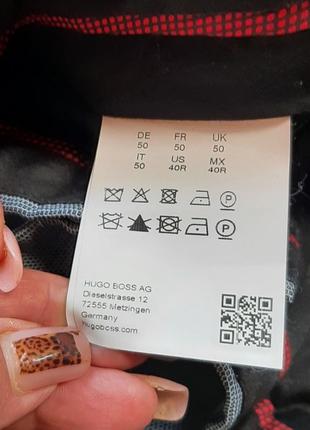 DE FR UK
50 50 50
IT US MX
50 40R 40R
P
P
HUGO BOSS AG
Dieselstrasse 12
72555 Metzingen
Germany
hugoboss.com